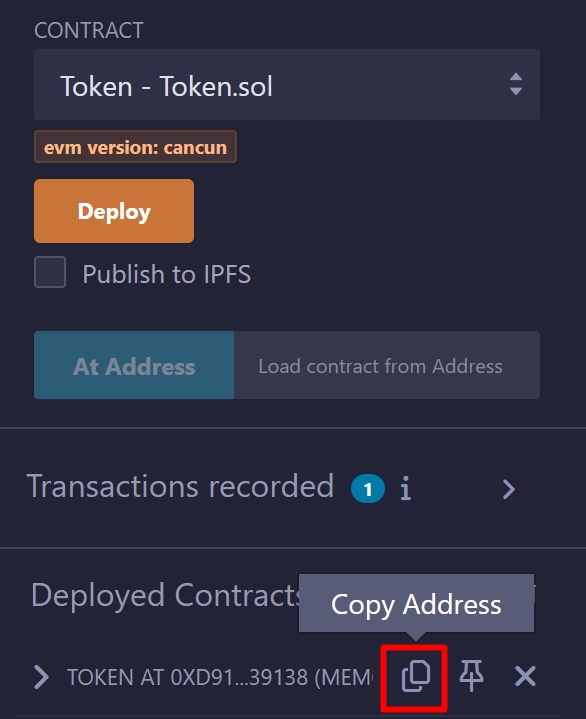 CONTRACT
Token - Token.sol
evm version: cancun
Deploy
Publish to IPFS
At Address
Load contract from Address
Transactions recorded 1 i
Deployed Contracts
Copy Address
TOKEN AT 0XD91...39138 (MEM